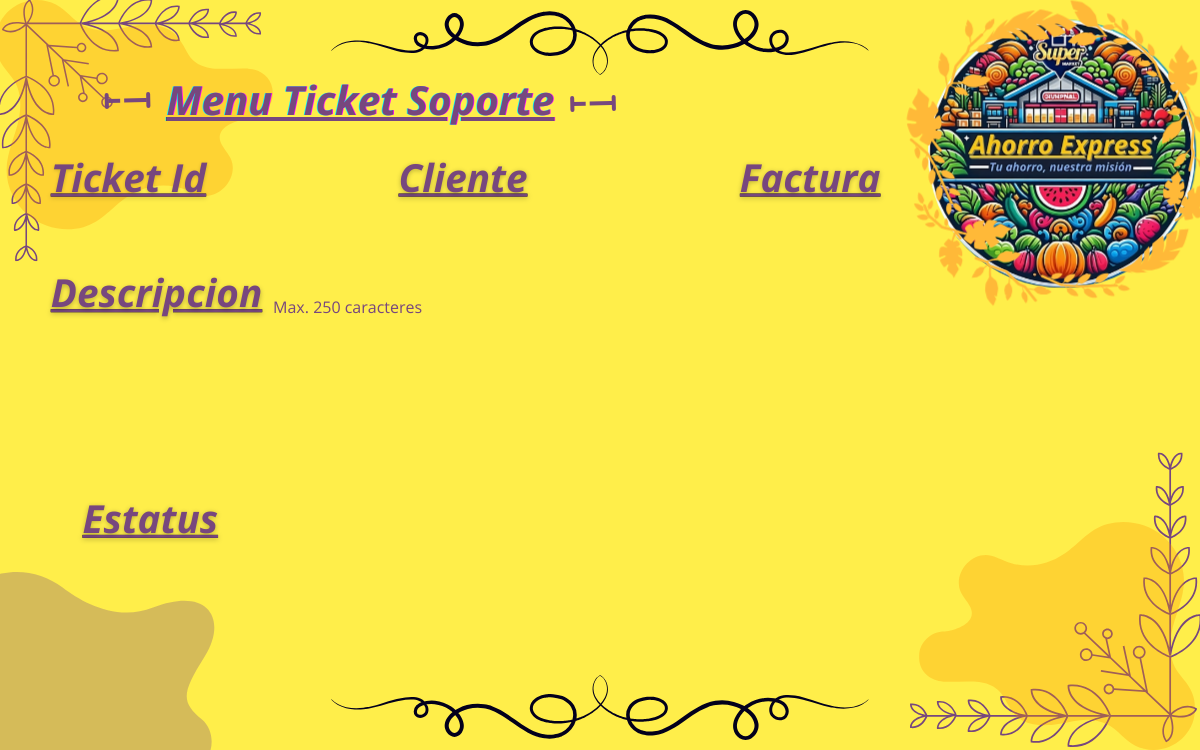 Menu Ticket Soporte
Ticket Id
Cliente
Factura
Descripcion Max. 250 caracteres
Estatus
Super
MARKET
Ahorro Express
Tu ahorro, nuestra misión